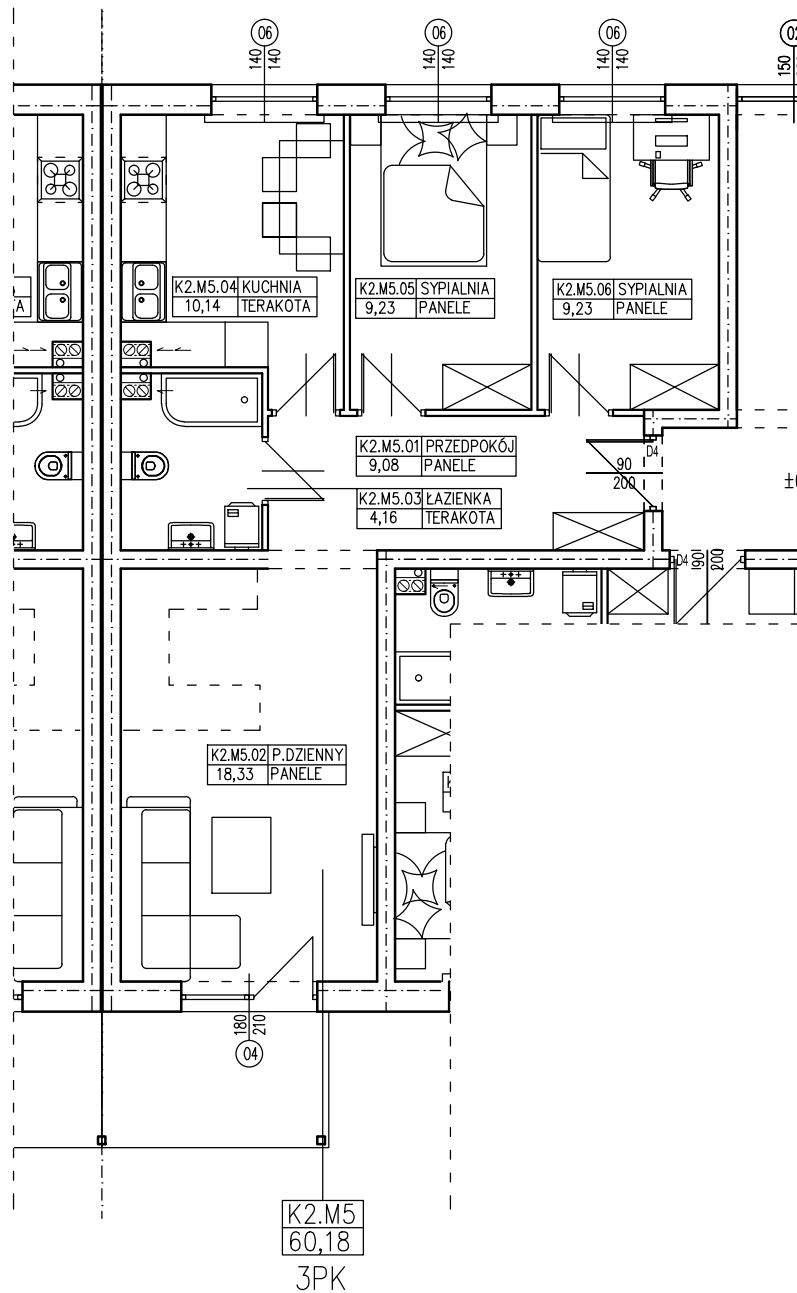 06 06 06
140 140 140 140 140 140 150
K2.M5.04 KUCHNIA
10,14 TERAKOTA
K2.M5.05 SYPIALNIA
9,23 PANELE
K2.M5.06 SYPIALNIA
9,23 PANELE
A
K2.M5.01 PRZEDPOKÓJ
9,08 PANELE
K2.M5.03 ŁAZIENKA
4,16 TERAKOTA
D4
90
200
D4
90
200
K2.M5.02 P.DZIENNY
18,33 PANELE
180
210
04
K2.M5
60,18
3PK